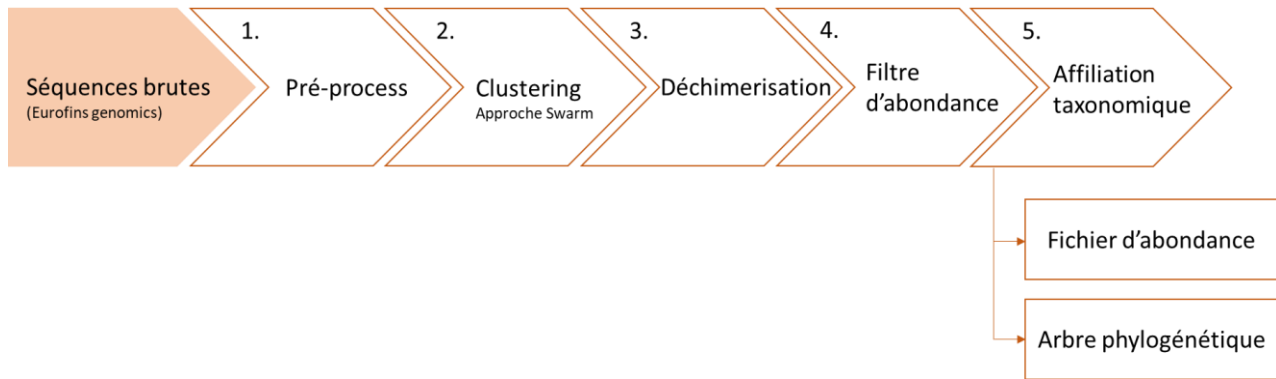 Séquences brutes
(Eurofins genomics)
1.
Pré-process
2.
Clustering
Approche Swarm
3.
Déchimerisation
4.
Filtre
d'abondance
5.
Affiliation
taxonomique
Fichier d'abondance
Arbre phylogénétique